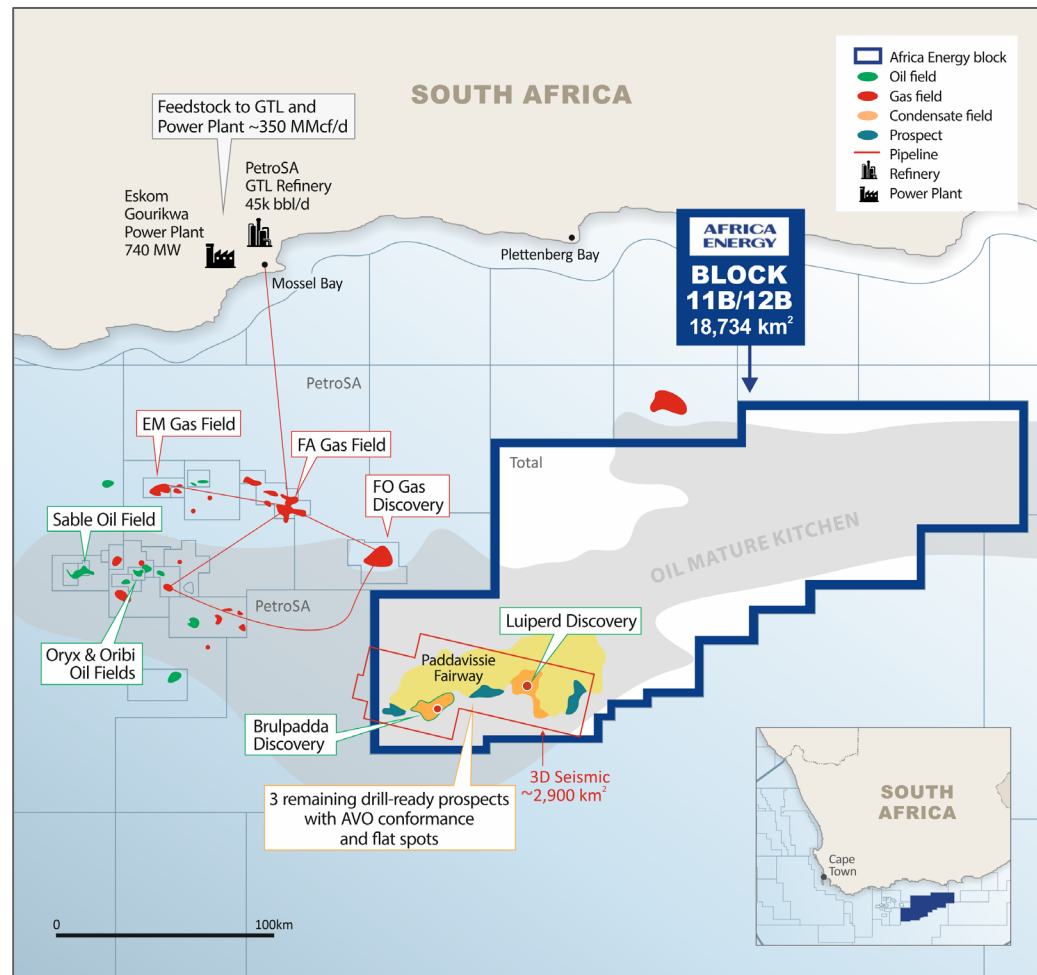 SOUTH AFRICA
Africa Energy block
Oil field
Gas field
Condensate field
Prospect
Pipeline
Refinery
Power Plant
Feedstock to GTL and
Power Plant ~350 MMcf/d
PetroSA
GTL Refinery
45k bbl/d
Eskom
Gourikwa
Power Plant
740 MW
Mossel Bay
Plettenberg Bay
AFRICA
ENERGY
BLOCK
11B/12B
18,734 km²
PetroSA
EM Gas Field
FA Gas Field
FO Gas
Discovery
Total
Sable Oil Field
OIL MATURE KITCHEN
PetroSA
Oryx & Oribi
Oil Fields
Luiperd Discovery
Paddavissie
Fairway
Brulpadda
Discovery
3D Seismic
~2,900 km²
3 remaining drill-ready prospects
with AVO conformance
and flat spots
SOUTH
AFRICA
Cape
Town
0
100km